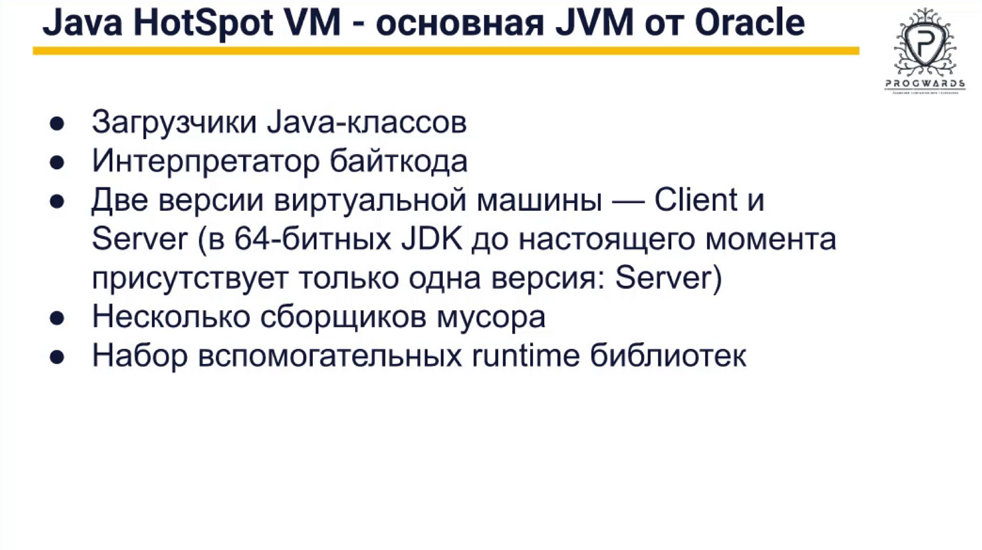 Java HotSpot VM - основная JVM от Oracle
PROGWARDS
● Загрузчики Java-классов
● Интерпретатор байткода
● Две версии виртуальной машины — Client и
Server (в 64-битных JDK до настоящего момента
присутствует только одна версия: Server)
● Несколько сборщиков мусора
● Набор вспомогательных runtime библиотек